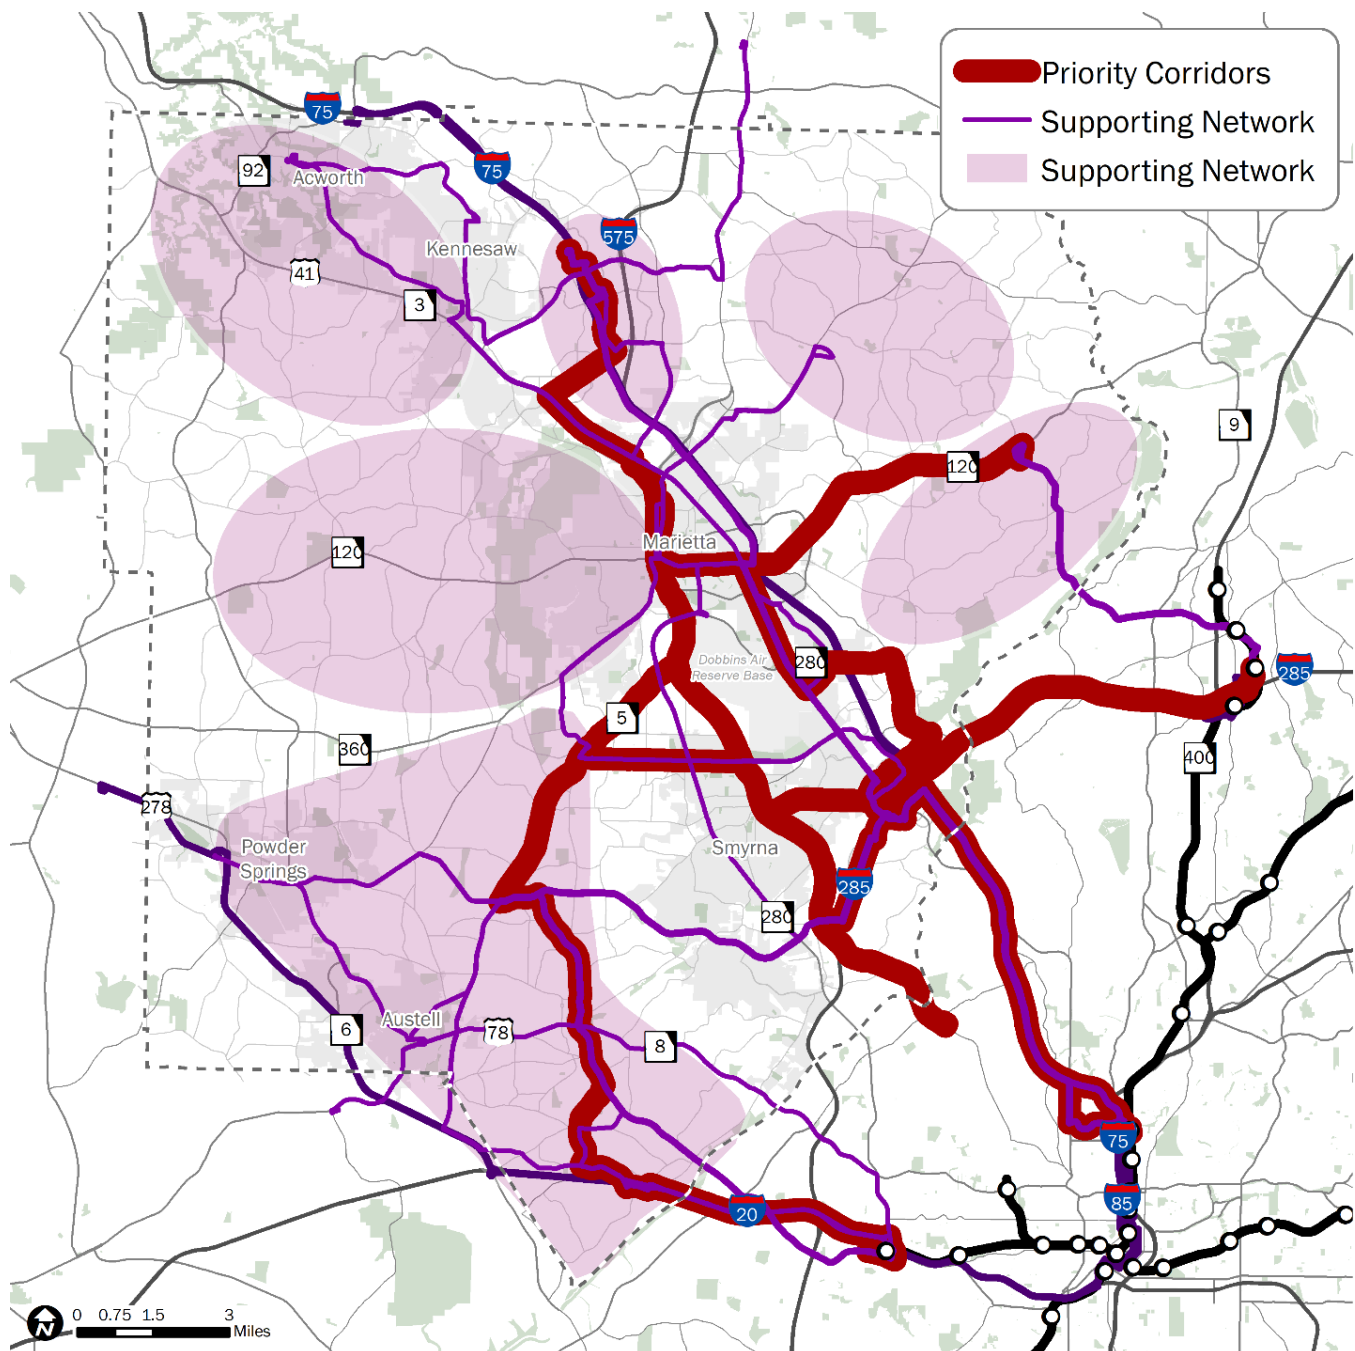 Priority Corridors
Supporting Network
Supporting Network
75
75
92
Acworth
575
Kennesaw
41
3
9
120
Marietta
120
280
Dobbins Air
Reserve Base
285
5
360
400
278
Powder
Springs
Smyrna
285
280
6
Austell
78
8
75
85
20
N
0 0.75 1.5 3
Miles